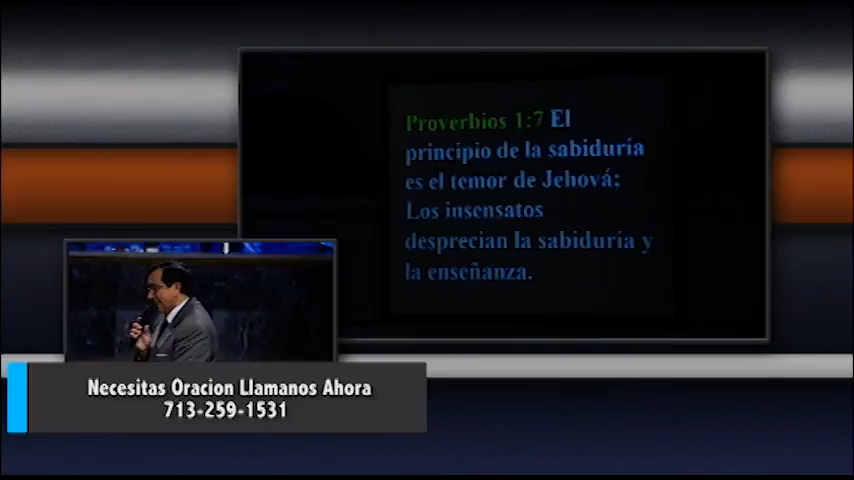 Proverbios 1:7 El
principio de la sabiduría
es el temor de Jehová;
Los insensatos
desprecian la sabiduría y
la enseñanza.
Necesitas Oracion Llamanos Ahora
713-259-1531